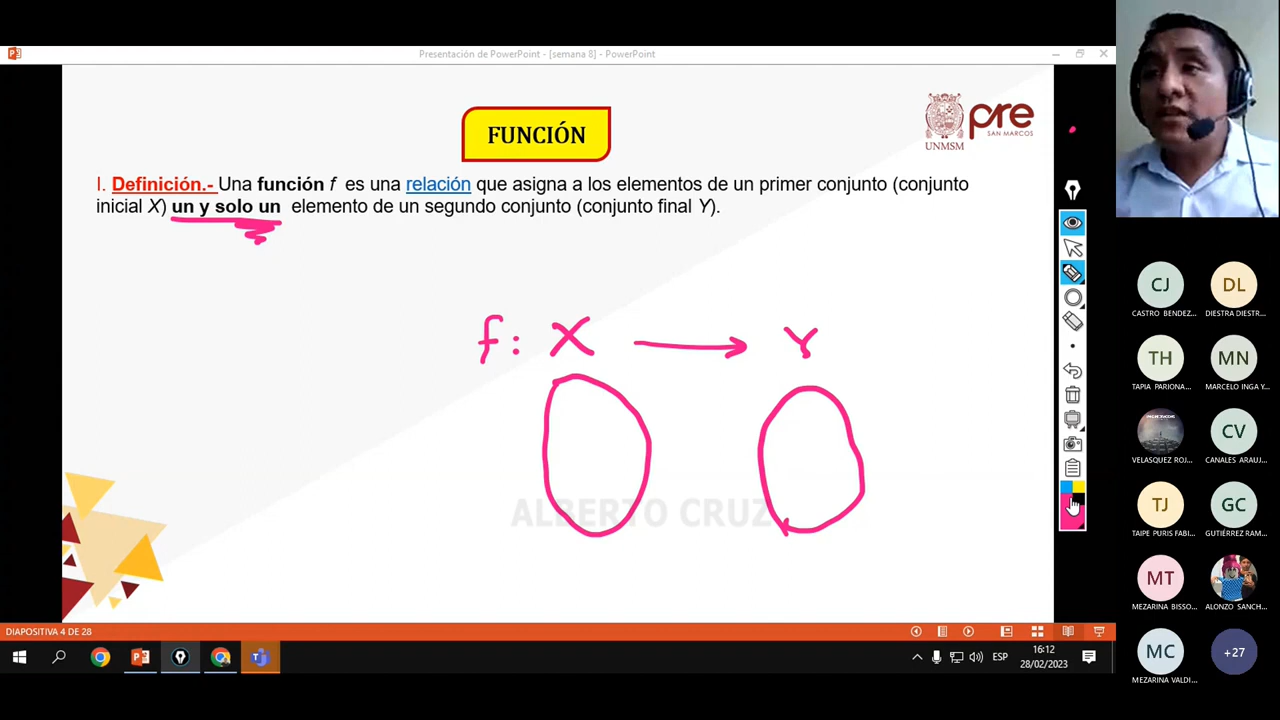 Presentación de PowerPoint - [semana 8] - PowerPoint
FUNCIÓN
UNMSM
pre
SAN MARCOS
I. Definición.- Una función f es una relación que asigna a los elementos de un primer conjunto (conjunto
inicial X) un y solo un elemento de un segundo conjunto (conjunto final Y).
f: X → Y
ALBERTO CRUZ
CJ
CASTRO BENDEZ...
DL
DIESTRA DIESTR...
TH
TAPIA PARIONA...
MN
MARCELO INGA Y...
VELASQUEZ ROJ...
CV
CANALES ARAUJ...
TJ
TAIPE PURIS FABI...
GC
GUTIÉRREZ RAM...
MT
MEZARINA BISSO...
ALONZO SANCH...
MC
MEZARINA VALDI...
+27
DIAPOSITIVA 4 DE 28
ESP
16:12
28/02/2023